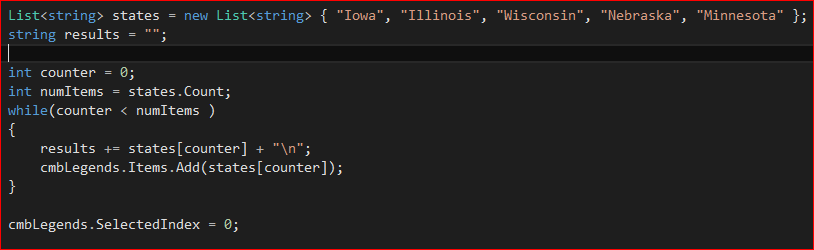 List<string> states = new List<string> { "Iowa", "Illinois", "Wisconsin", "Nebraska", "Minnesota" };
string results = "";
int counter = 0;
int numItems = states.Count;
while(counter < numItems )
{
    results += states[counter] + "\n";
    cmbLegends.Items.Add(states[counter]);
}
cmbLegends.SelectedIndex = 0;